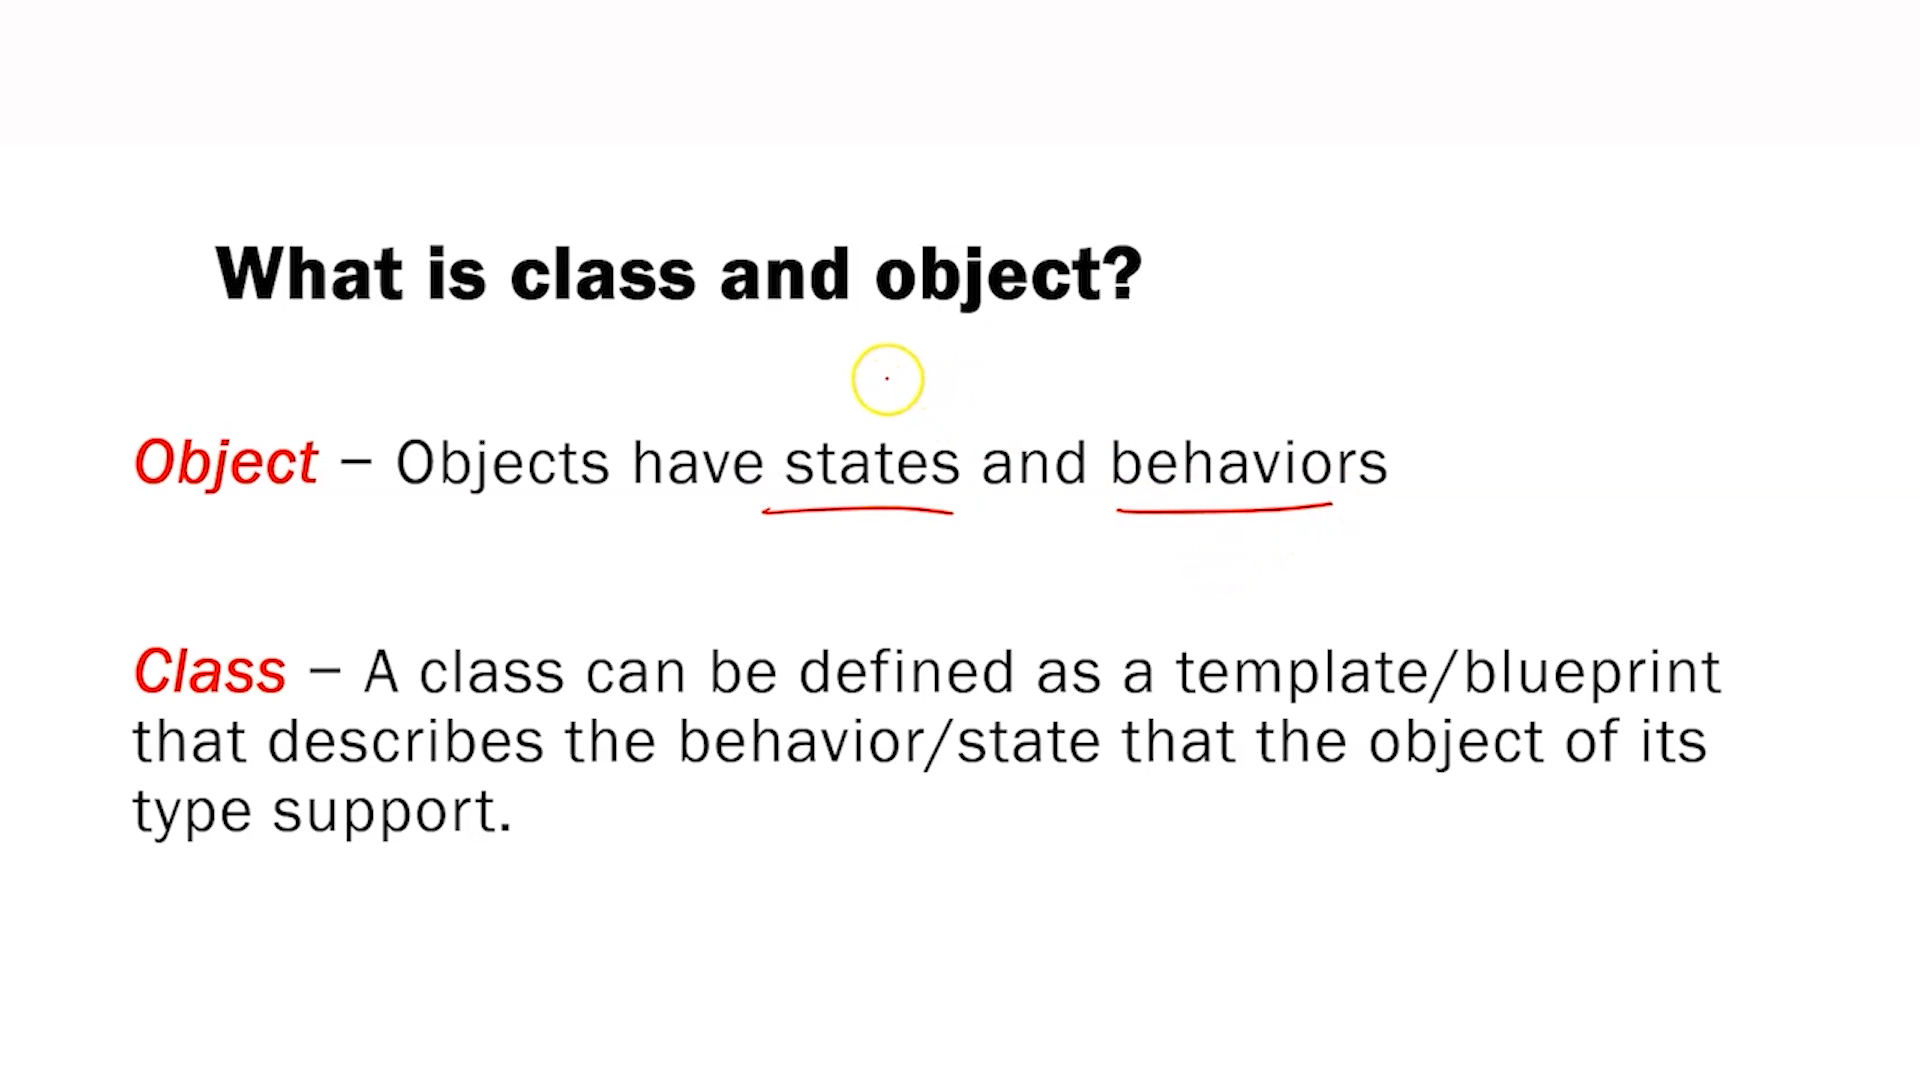 What is class and object?
Object – Objects have states and behaviors
Class – A class can be defined as a template/blueprint
that describes the behavior/state that the object of its
type support.